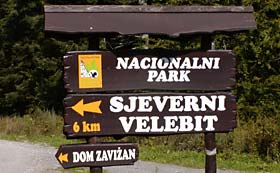 NACIONALNI
PARK
SJEVERNI
6 km VELEBIT
DOM ZAVIŽAN